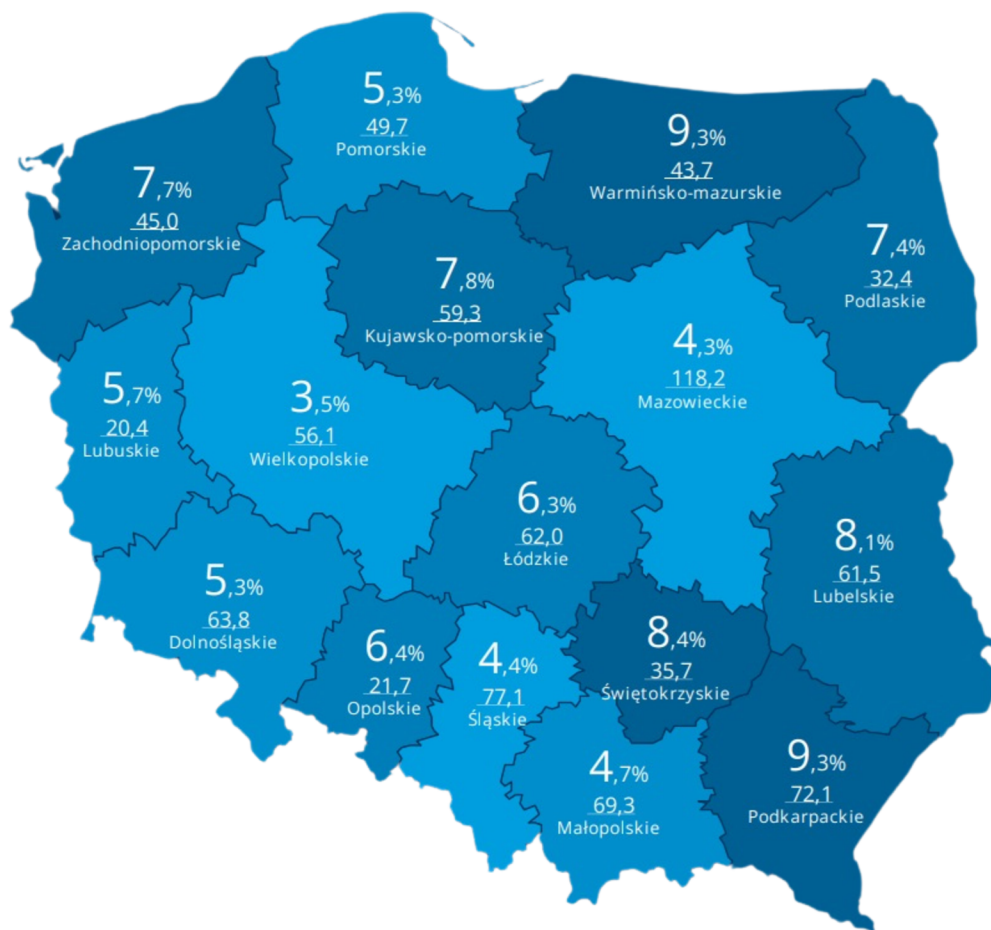 5,3%
49,7
Pomorskie
9,3%
43,7
Warmińsko-mazurskie
7,7%
45,0
Zachodniopomorskie
7,4%
32,4
Podlaskie
7,8%
59,3
Kujawsko-pomorskie
4,3%
118,2
Mazowieckie
5,7%
20,4
Lubuskie
3,5%
56,1
Wielkopolskie
6,3%
62,0
Łódzkie
8,1%
61,5
Lubelskie
5,3%
63,8
Dolnośląskie
6,4%
21,7
Opolskie
4,4%
77,1
Śląskie
8,4%
35,7
Świętokrzyskie
4,7%
69,3
Małopolskie
9,3%
72,1
Podkarpackie